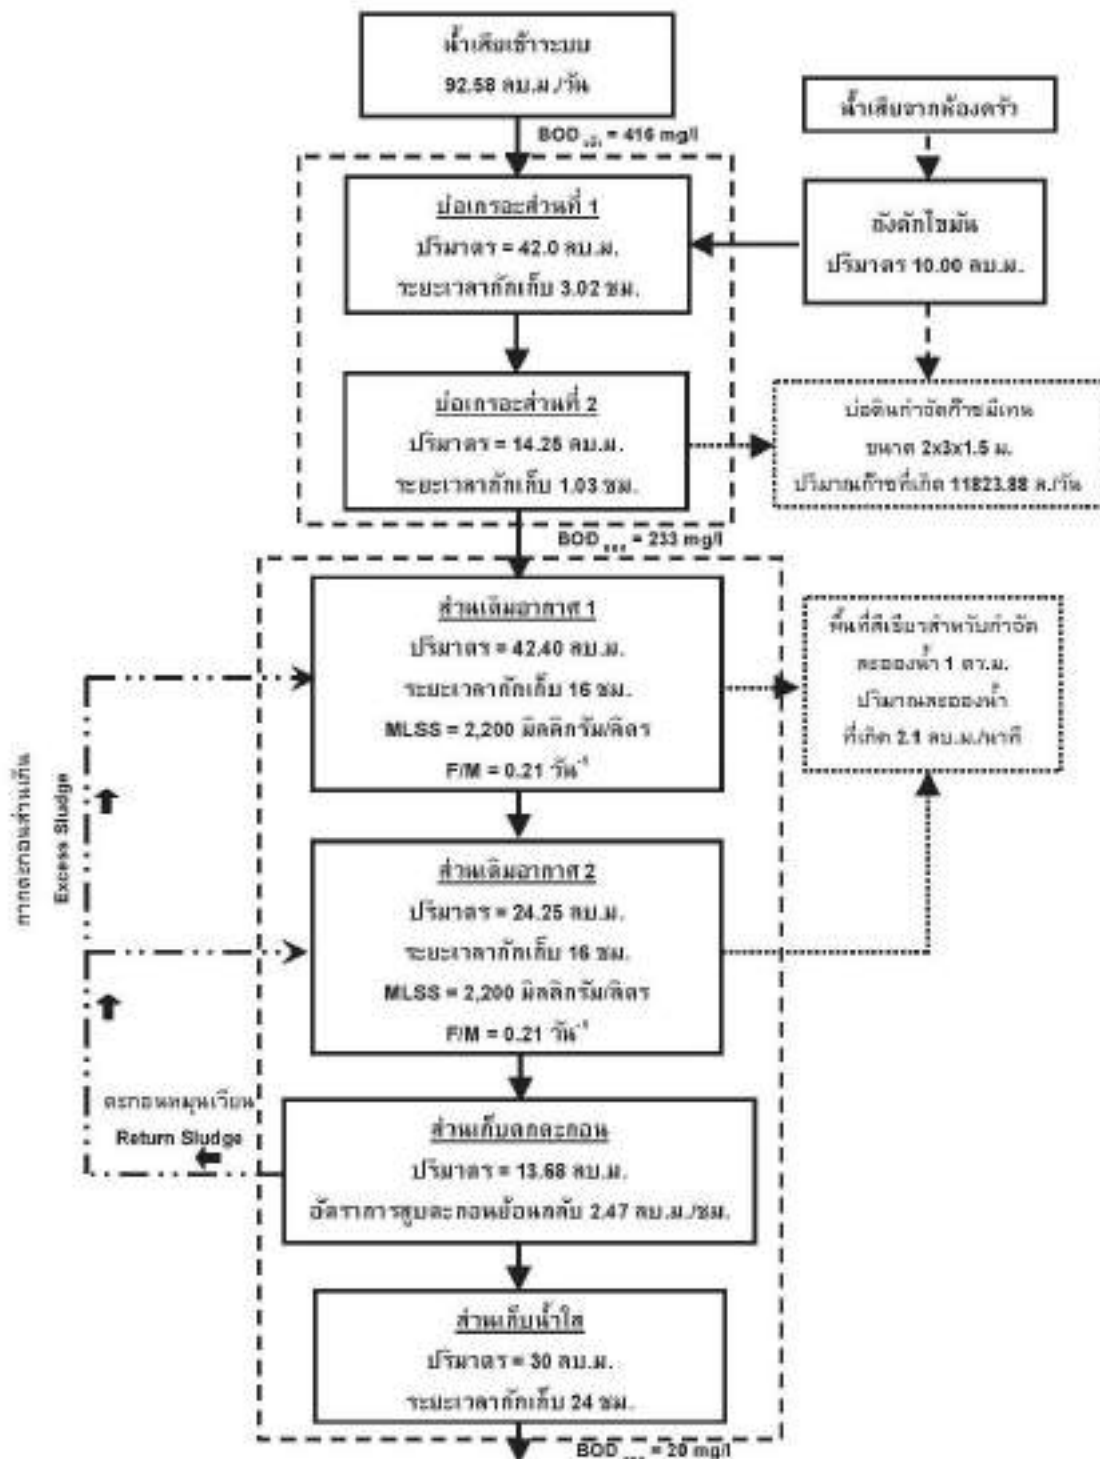 น้ำเสียเข้าระบบ
92.58 ลบ.ม./วัน
น้ำเสียจากห้องครัว
BOD เข้า = 416 mg/l
บ่อเกรอะส่วนที่ 1
ปริมาตร = 42.0 ลบ.ม.
ระยะเวลากักเก็บ 3.02 ชม.
ถังดักไขมัน
ปริมาตร 10.00 ลบ.ม.
บ่อเกรอะส่วนที่ 2
ปริมาตร = 14.28 ลบ.ม.
ระยะเวลากักเก็บ 1.03 ชม.
บ่อดินกำจัดก๊าซมีเทน
ขนาด 2x3x1.5 ม.
ปริมาณก๊าซที่เกิด 11823.88 ล./วัน
BOD ออก = 233 mg/l
ส่วนเติมอากาศ 1
ปริมาตร = 42.40 ลบ.ม.
ระยะเวลากักเก็บ 16 ชม.
MLSS = 2,200 มิลลิกรัม/ลิตร
F/M = 0.21 วัน⁻¹
พื้นที่สีเขียวสำหรับกำจัด
ละอองน้ำ 1 ตร.ม.
ปริมาณละอองน้ำ
ที่เกิด 2.1 ลบ.ม./นาที
กากตะกอนส่วนเกิน
Excess Sludge
ส่วนเติมอากาศ 2
ปริมาตร = 24.25 ลบ.ม.
ระยะเวลากักเก็บ 16 ชม.
MLSS = 2,200 มิลลิกรัม/ลิตร
F/M = 0.21 วัน⁻¹
ตะกอนหมุนเวียน
Return Sludge
ส่วนเก็บตกตะกอน
ปริมาตร = 13.68 ลบ.ม.
อัตราการสูบตะกอนย้อนกลับ 2.47 ลบ.ม./ชม.
ส่วนเก็บน้ำใส
ปริมาตร = 30 ลบ.ม.
ระยะเวลากักเก็บ 24 ชม.
BOD = 20 mg/l